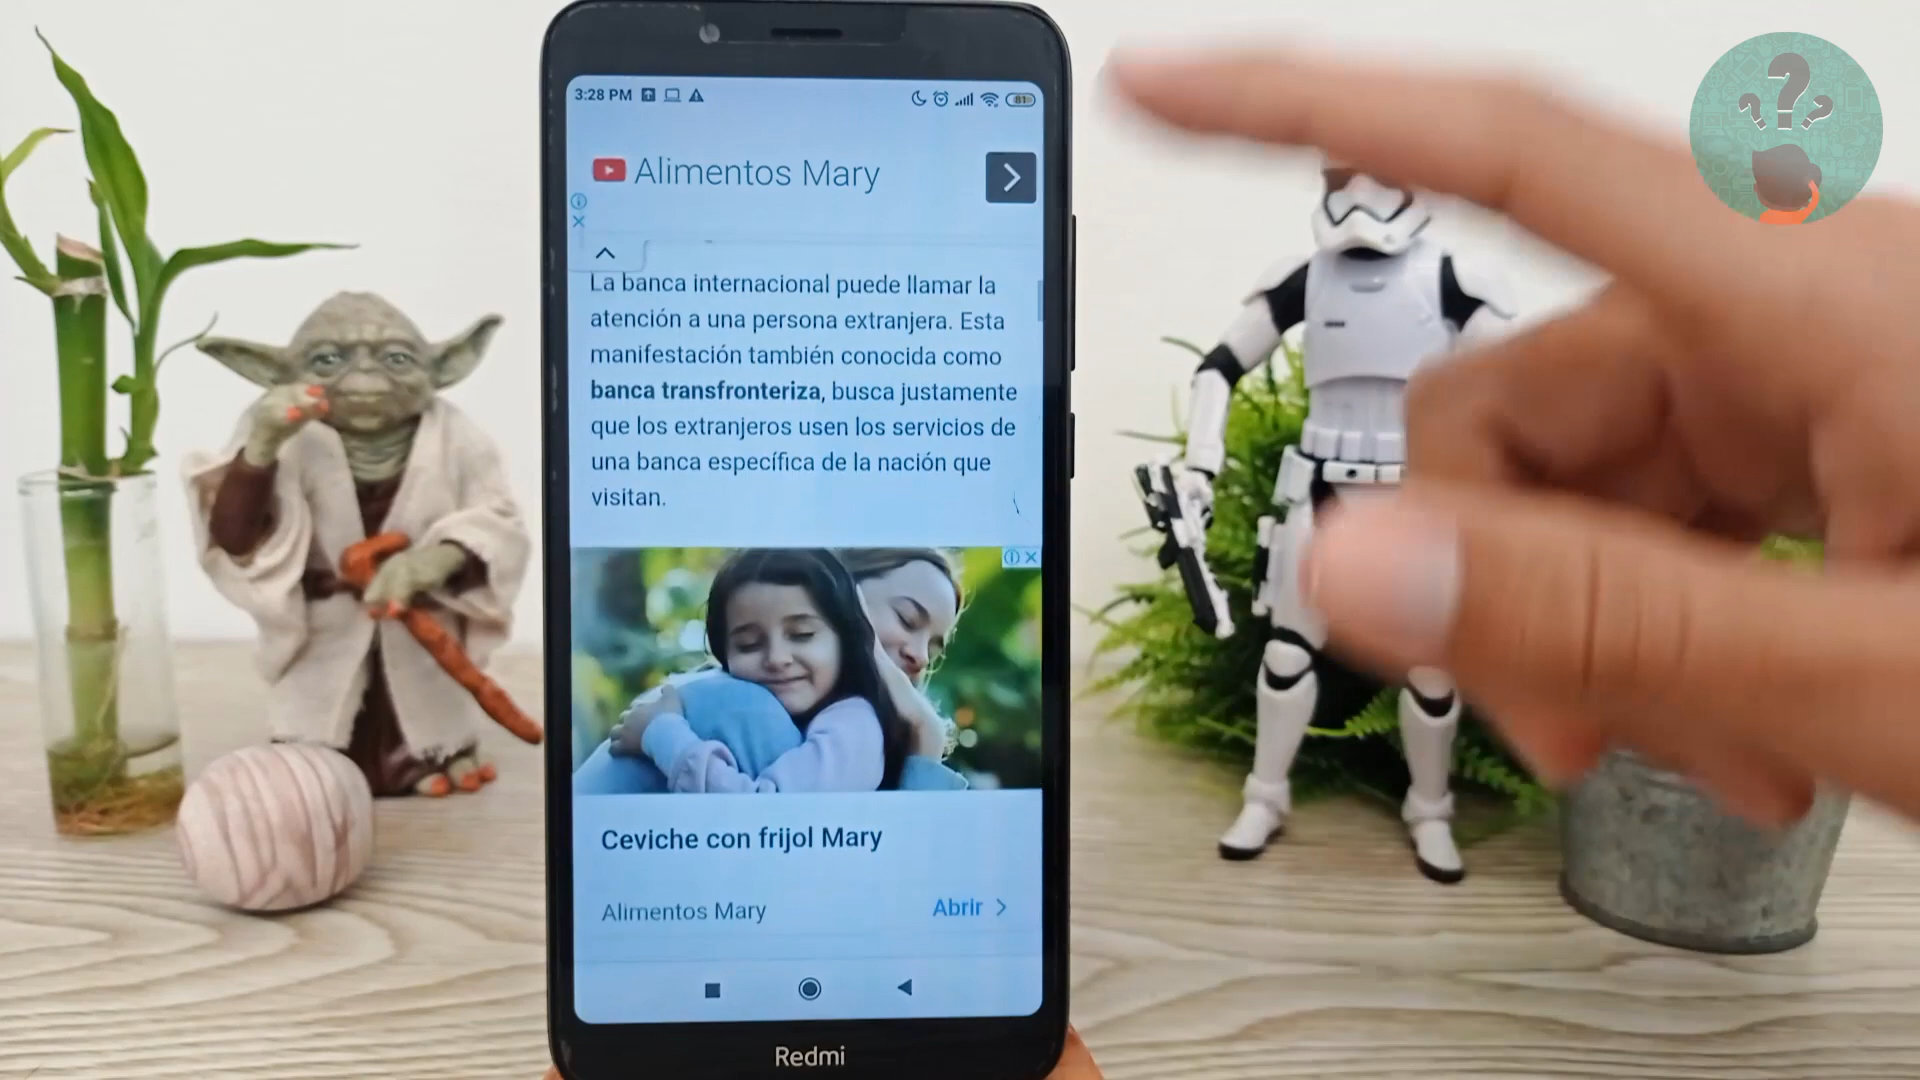 3:28 PM
81
Alimentos Mary
La banca internacional puede llamar la
atención a una persona extranjera. Esta
manifestación también conocida como
banca transfronteriza, busca justamente
que los extranjeros usen los servicios de
una banca específica de la nación que
visitan.
Ceviche con frijol Mary
Alimentos Mary
Abrir
Redmi